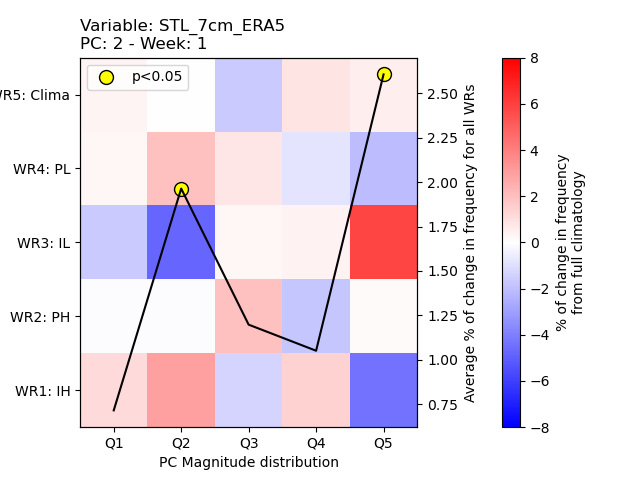 Variable: STL_7cm_ERA5
PC: 2 - Week: 1
p<0.05
WR5: Clima
WR4: PL
WR3: IL
WR2: PH
WR1: IH
Q1 Q2 Q3 Q4 Q5
PC Magnitude distribution
2.50
2.25
2.00
1.75
1.50
1.25
1.00
0.75
Average % of change in frequency for all WRs
8
6
4
2
0
−2
−4
−6
−8
% of change in frequency
from full climatology